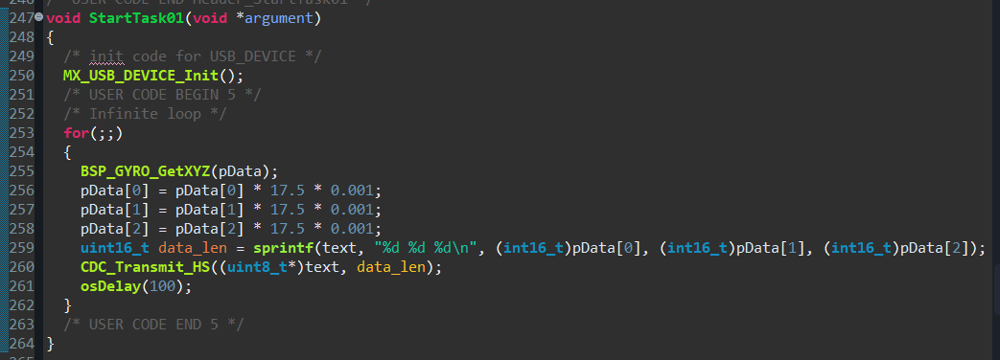 246 /* USER CODE END Header_StartTask01 */
247 void StartTask01(void *argument)
248 {
249 /* init code for USB_DEVICE */
250 MX_USB_DEVICE_Init();
251 /* USER CODE BEGIN 5 */
252 /* Infinite loop */
253 for(;;)
254 {
255 BSP_GYRO_GetXYZ(pData);
256 pData[0] = pData[0] * 17.5 * 0.001;
257 pData[1] = pData[1] * 17.5 * 0.001;
258 pData[2] = pData[2] * 17.5 * 0.001;
259 uint16_t data_len = sprintf(text, "%d %d %d\n", (int16_t)pData[0], (int16_t)pData[1], (int16_t)pData[2]);
260 CDC_Transmit_HS((uint8_t*)text, data_len);
261 osDelay(100);
262 }
263 /* USER CODE END 5 */
264 }